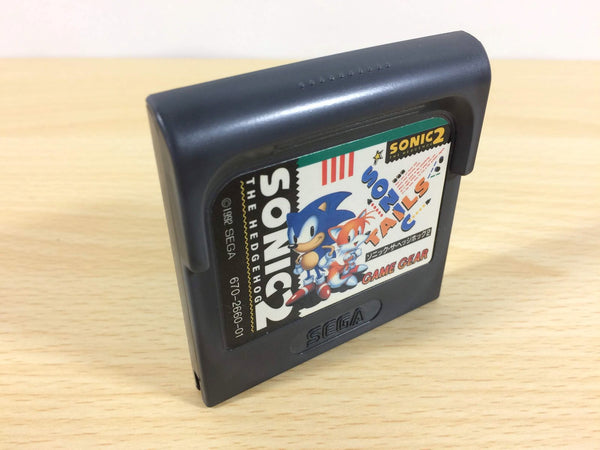 ©1992 SEGA 670-2660-01
SONIC 2
THE HEDGEHOG
SONIC 2
SONIC
TAILS
ソニック・ザ・ヘッジホッグ2
GAME GEAR
SEGA